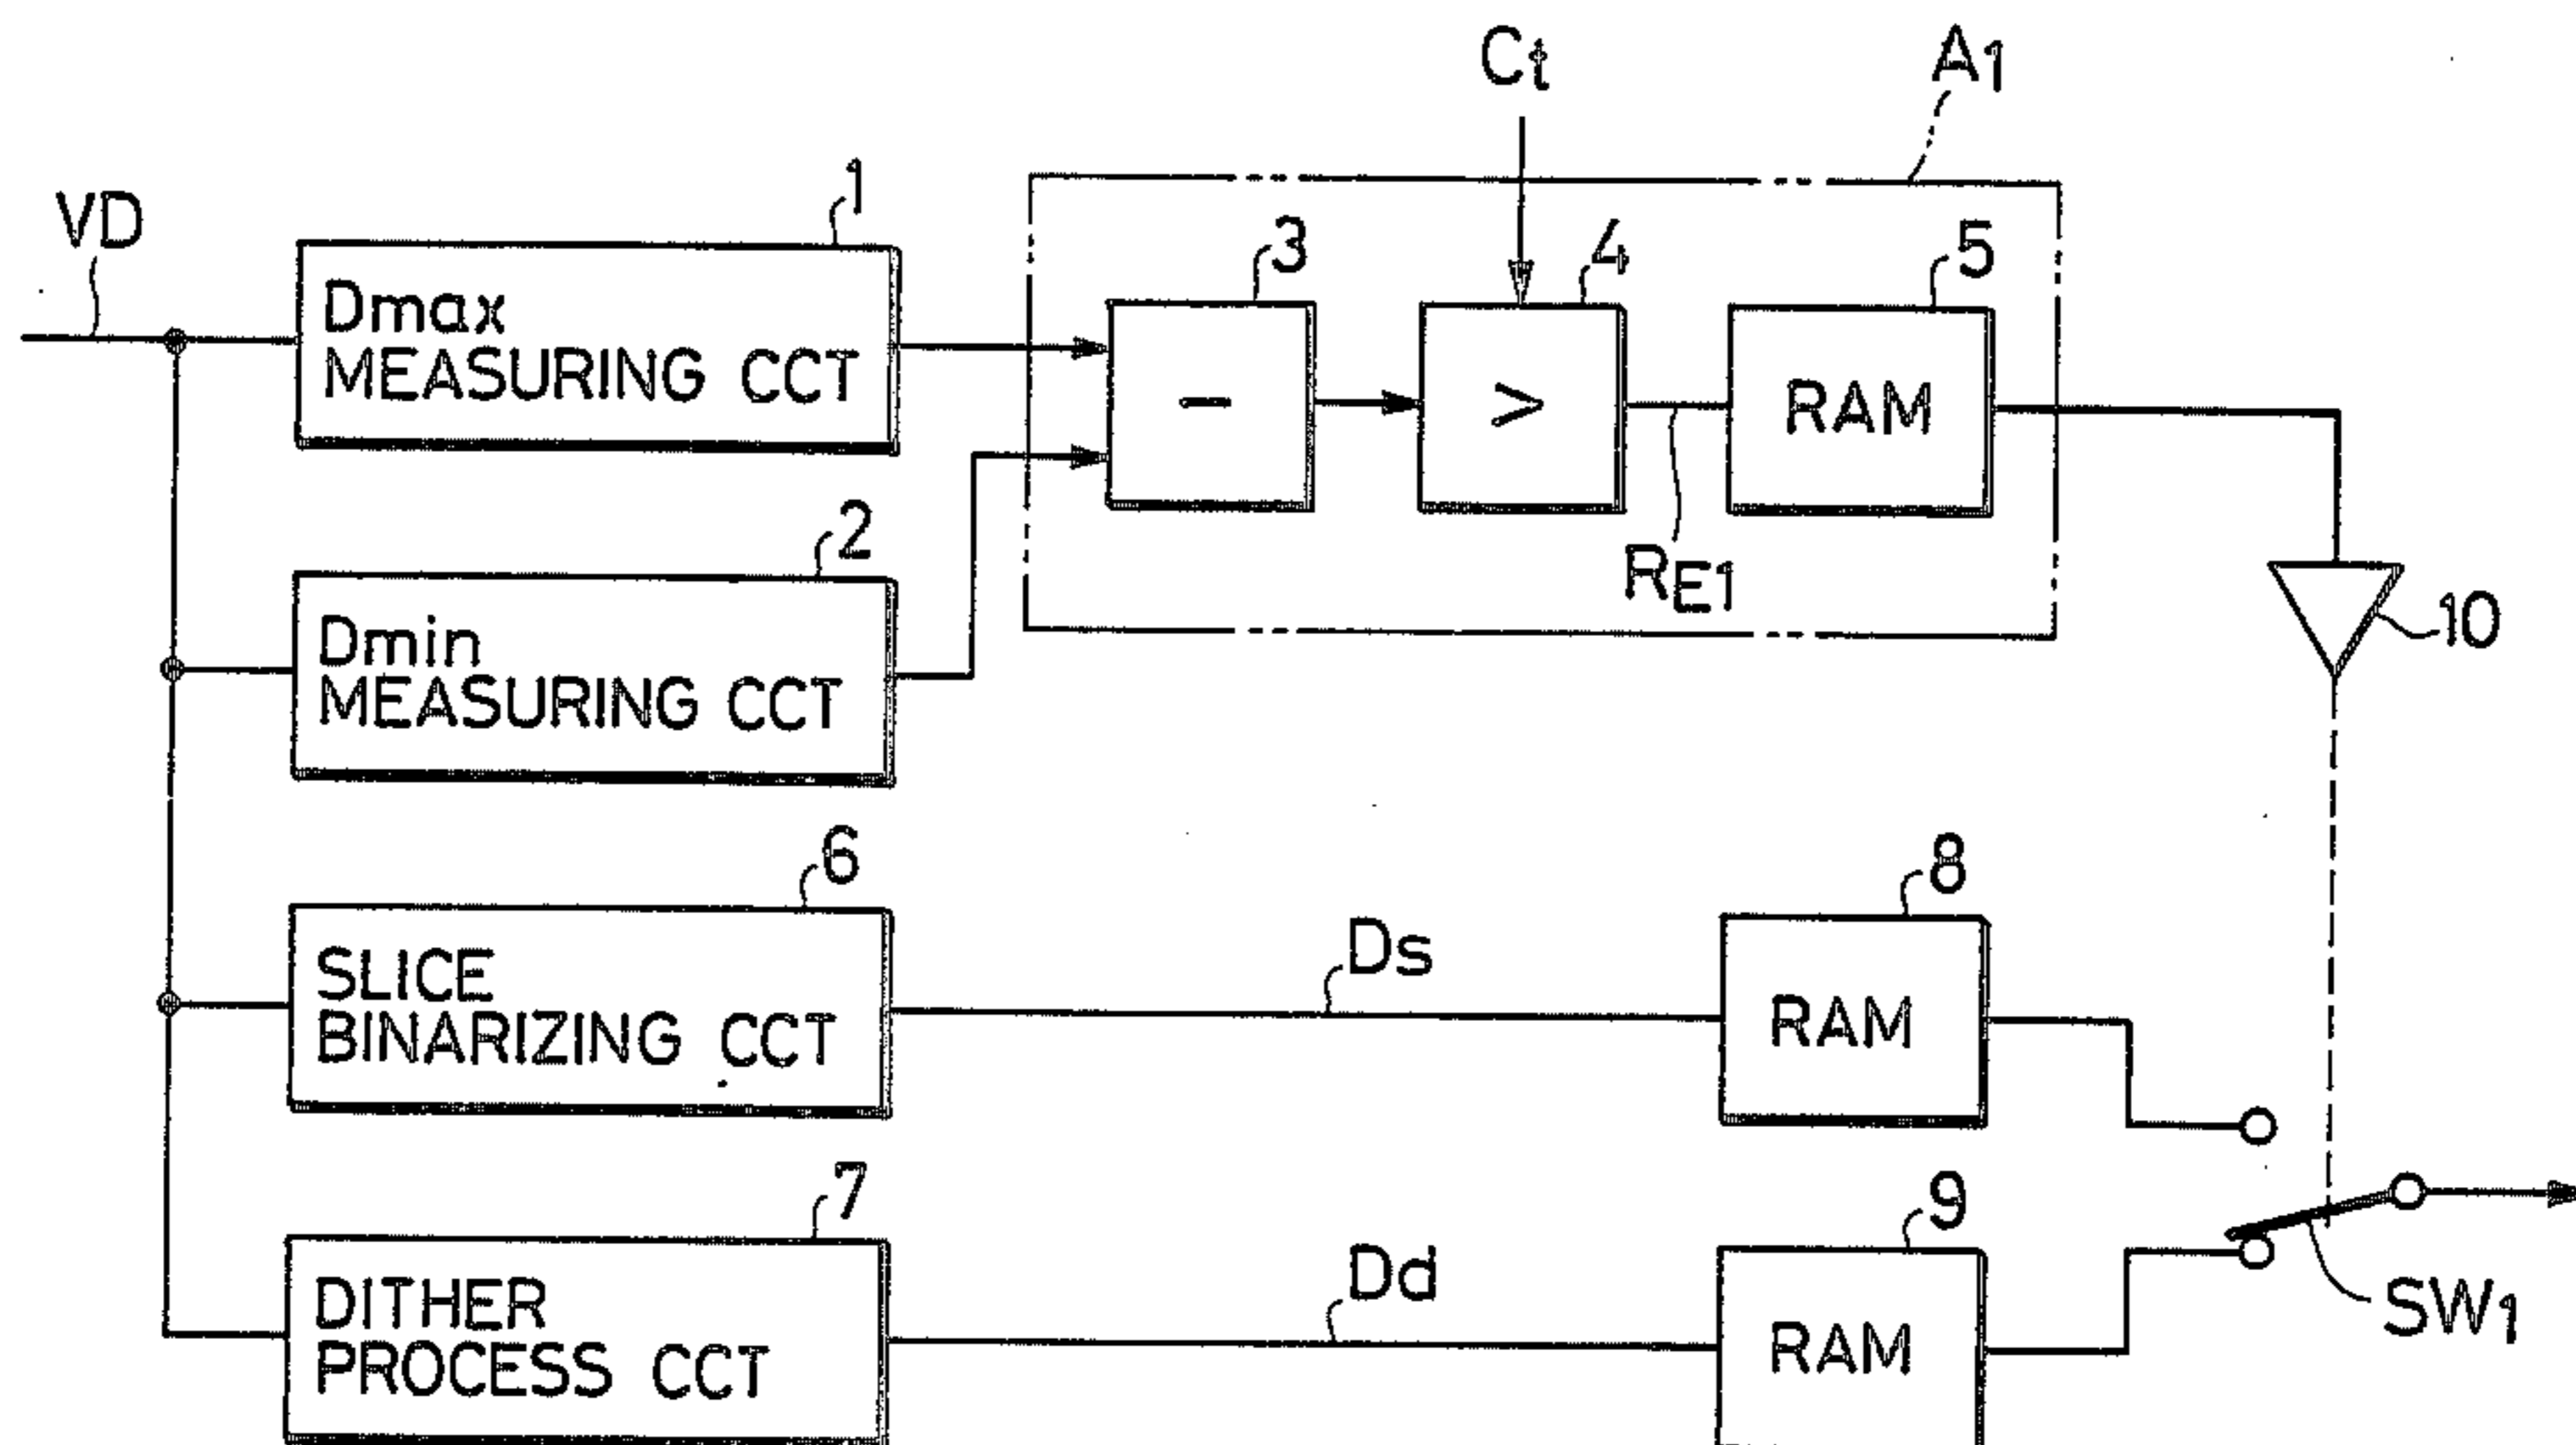 Ct
A1
VD
1
Dmax
MEASURING CCT
3
4
5
-
>
RAM
RE1
2
Dmin
MEASURING CCT
10
6
SLICE
BINARIZING CCT
Ds
8
RAM
7
DITHER
PROCESS CCT
Dd
9
RAM
SW1